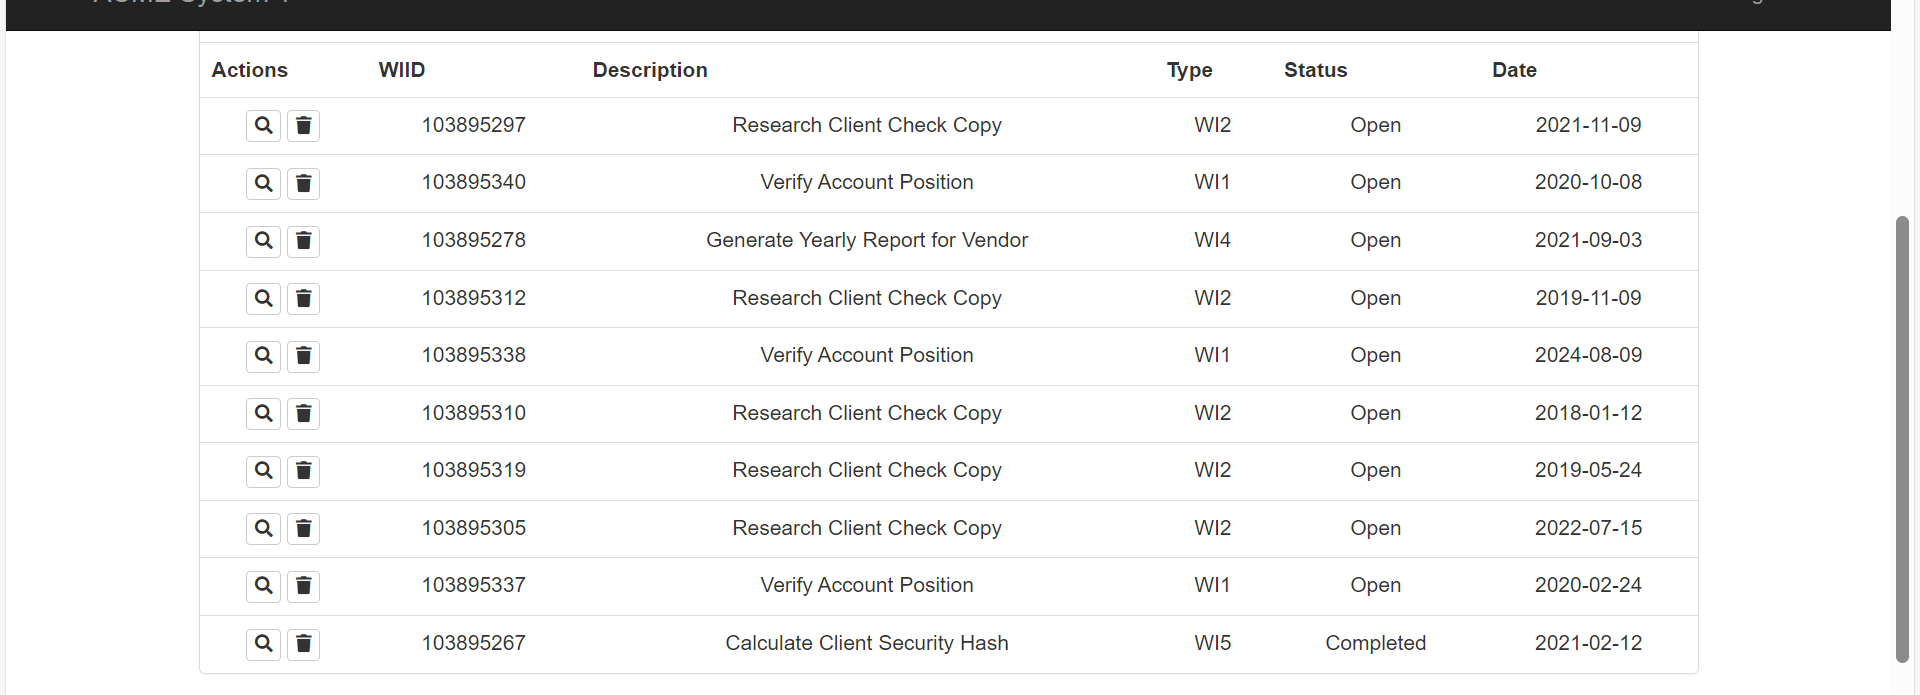 Actions WIID Description Type Status Date
103895297 Research Client Check Copy WI2 Open 2021-11-09
103895340 Verify Account Position WI1 Open 2020-10-08
103895278 Generate Yearly Report for Vendor WI4 Open 2021-09-03
103895312 Research Client Check Copy WI2 Open 2019-11-09
103895338 Verify Account Position WI1 Open 2024-08-09
103895310 Research Client Check Copy WI2 Open 2018-01-12
103895319 Research Client Check Copy WI2 Open 2019-05-24
103895305 Research Client Check Copy WI2 Open 2022-07-15
103895337 Verify Account Position WI1 Open 2020-02-24
103895267 Calculate Client Security Hash WI5 Completed 2021-02-12